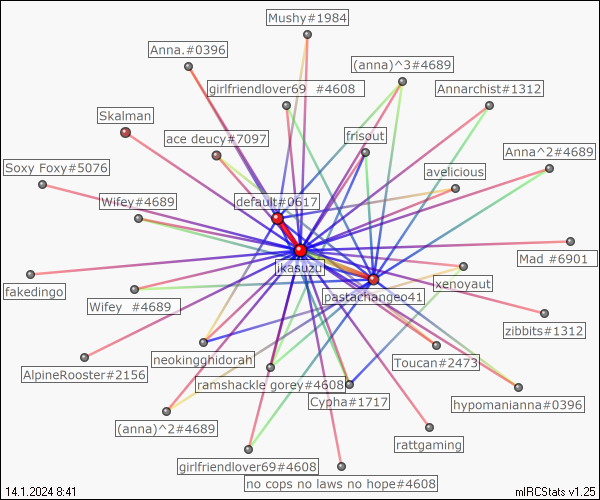 Mushy#1984
Anna.#0396
(anna)^3#4689
girlfriendlover69 #4608
Annarchist#1312
Skalman
ace deucy#7097
frisout
Anna^2#4689
Soxy Foxy#5076
avelicious
Wifey#4689
default#0617
Mad #6901
ikasuzu
fakedingo
xenoyaut
pastachangeo41
Wifey #4689
zibbits#1312
neokingghidorah
Toucan#2473
AlpineRooster#2156
ramshackle gorey#4608
Cypha#1717
hypomanianna#0396
(anna)^2#4689
rattgaming
girlfriendlover69#4608
no cops no laws no hope#4608
14.1.2024 8:41
mIRCStats v1.25